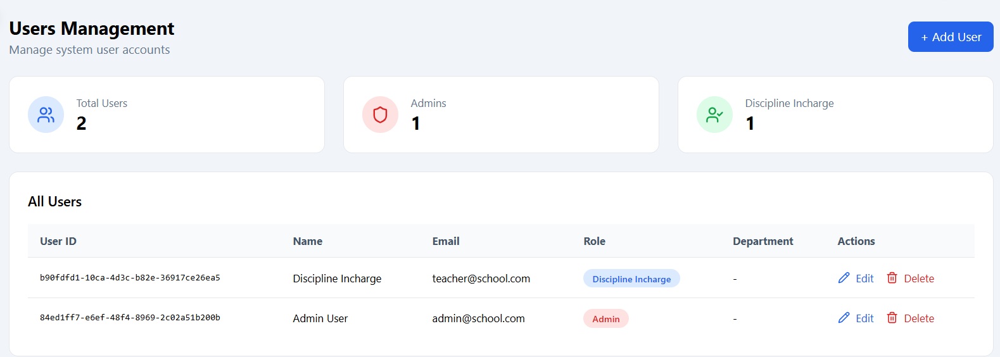 Users Management
Manage system user accounts
+ Add User
Total Users
2
Admins
1
Discipline Incharge
1
All Users
User ID Name Email Role Department Actions
b90fdfd1-10ca-4d3c-b82e-36917ce26ea5 Discipline Incharge teacher@school.com Discipline Incharge - Edit Delete
84ed1ff7-e6ef-48f4-8969-2c02a51b200b Admin User admin@school.com Admin - Edit Delete